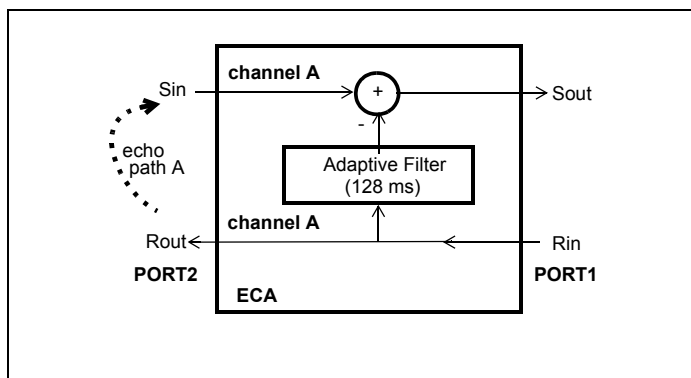 channel A
Sin
+
Sout
-
echo
path A
Adaptive Filter
(128 ms)
channel A
Rout
Rin
PORT2
PORT1
ECA